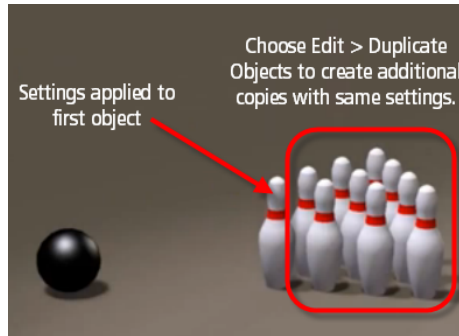 Choose Edit > Duplicate
Objects to create additional
copies with same settings.
Settings applied to
first object